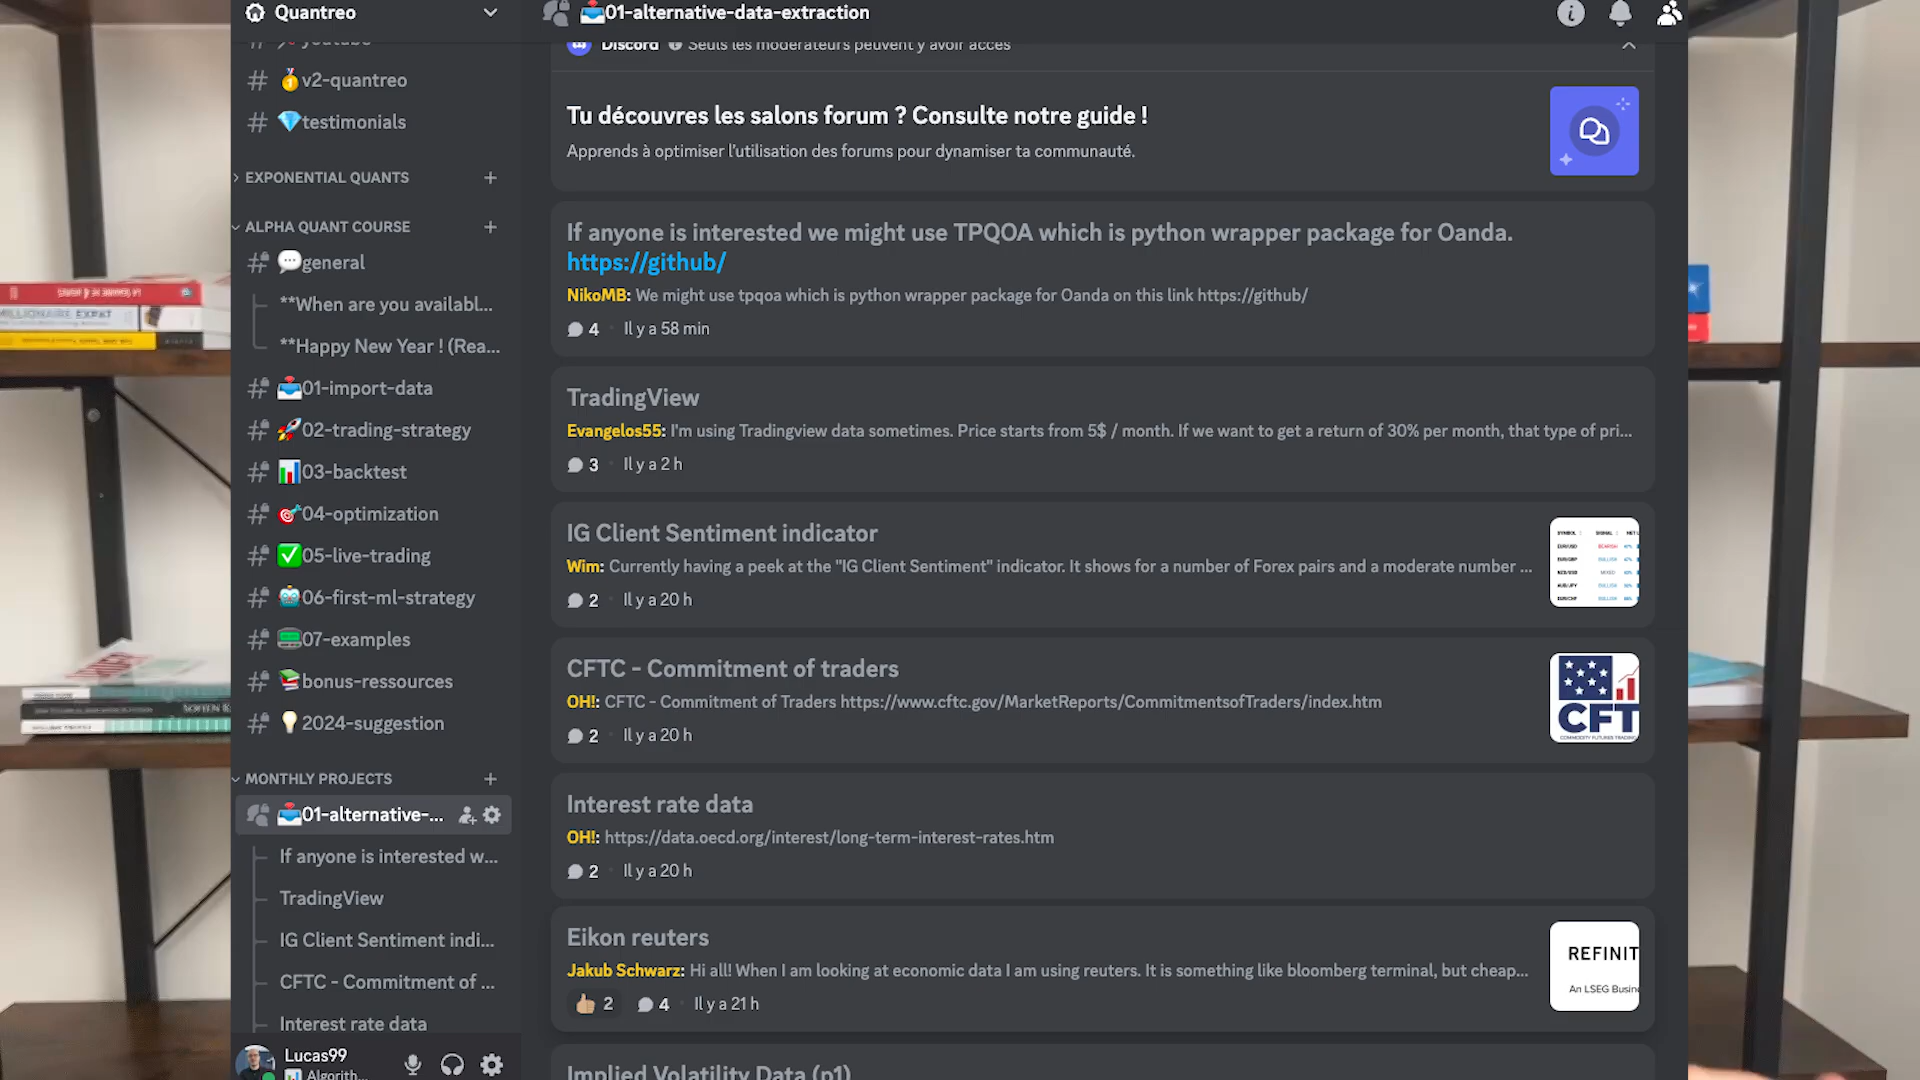 Quantreo
youtube
v2-quantreo
testimonials
EXPONENTIAL QUANTS
ALPHA QUANT COURSE
general
**When are you availabl...
**Happy New Year ! (Rea...
01-import-data
02-trading-strategy
03-backtest
04-optimization
05-live-trading
06-first-ml-strategy
07-examples
bonus-ressources
2024-suggestion
MONTHLY PROJECTS
01-alternative-...
If anyone is interested w...
TradingView
IG Client Sentiment indi...
CFTC - Commitment of ...
Interest rate data
Lucas99
Algorith...
01-alternative-data-extraction
Discord Seuls les modérateurs peuvent y avoir accès
Tu découvres les salons forum ? Consulte notre guide !
Apprends à optimiser l'utilisation des forums pour dynamiser ta communauté.
If anyone is interested we might use TPQOA which is python wrapper package for Oanda.
https://github/
NikoMB: We might use tpqoa which is python wrapper package for Oanda on this link https://github/
4 Il y a 58 min
TradingView
Evangelos55: I'm using Tradingview data sometimes. Price starts from 5$ / month. If we want to get a return of 30% per month, that type of pri...
3 Il y a 2 h
IG Client Sentiment indicator
Wim: Currently having a peek at the "IG Client Sentiment" indicator. It shows for a number of Forex pairs and a moderate number ...
2 Il y a 20 h
CFTC - Commitment of traders
OH!: CFTC - Commitment of Traders https://www.cftc.gov/MarketReports/CommitmentsofTraders/index.htm
2 Il y a 20 h
CFT
COMMODITY FUTURES TRADING
Interest rate data
OH!: https://data.oecd.org/interest/long-term-interest-rates.htm
2 Il y a 20 h
Eikon reuters
Jakub Schwarz: Hi all! When I am looking at economic data I am using reuters. It is something like bloomberg terminal, but cheap...
2 4 Il y a 21 h
REFINIT
An LSEG Busin
Implied Volatility Data (p1)
MILLIONAIRE EXPAT